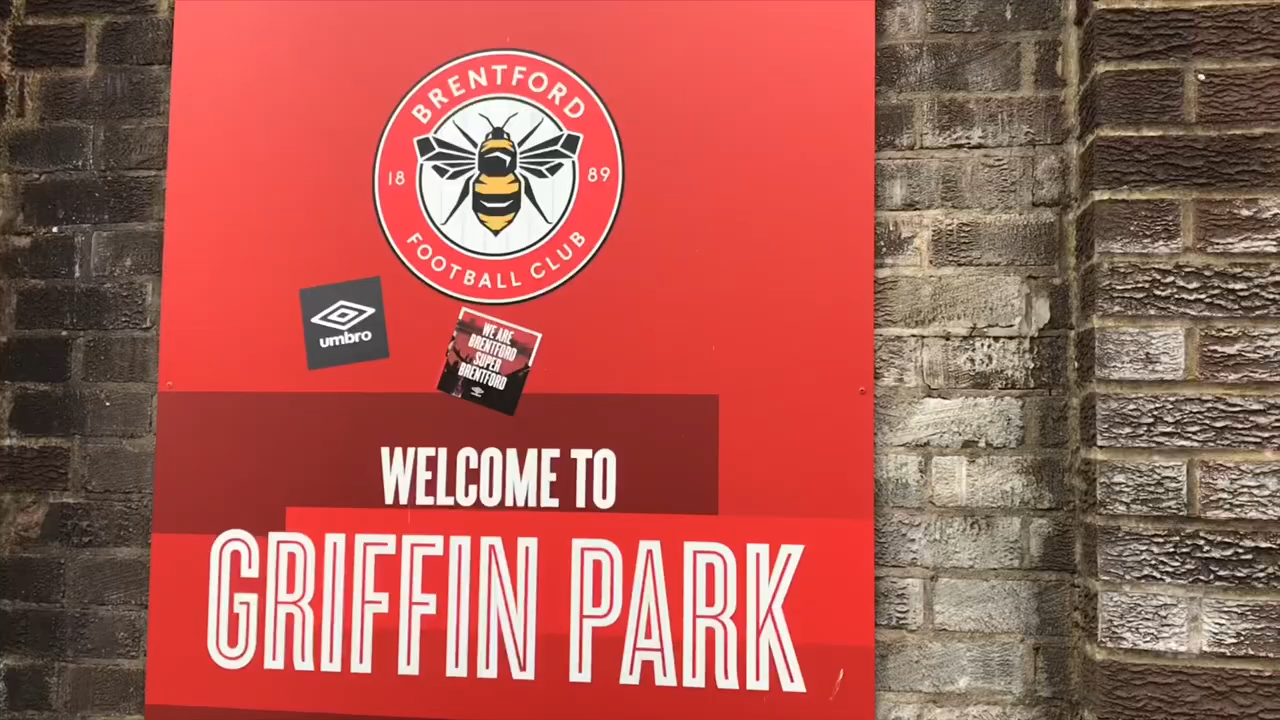 BRENTFORD
18 89
FOOTBALL CLUB
umbro
WE ARE
BRENTFORD
SUPER
BRENTFORD
WELCOME TO
GRIFFIN PARK